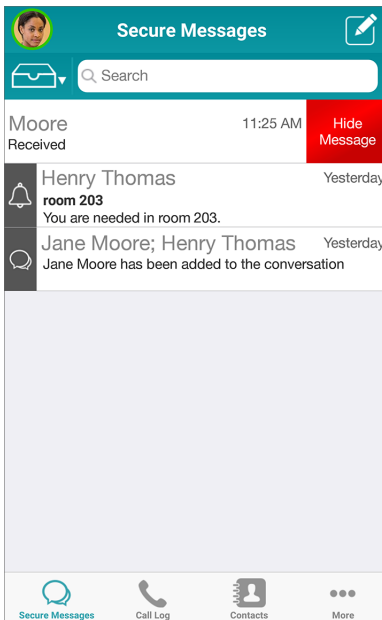 Secure Messages
Search
Moore
11:25 AM
Hide
Message
Received
Henry Thomas
Yesterday
room 203
You are needed in room 203.
Jane Moore; Henry Thomas
Yesterday
Jane Moore has been added to the conversation
Secure Messages
Call Log
Contacts
More